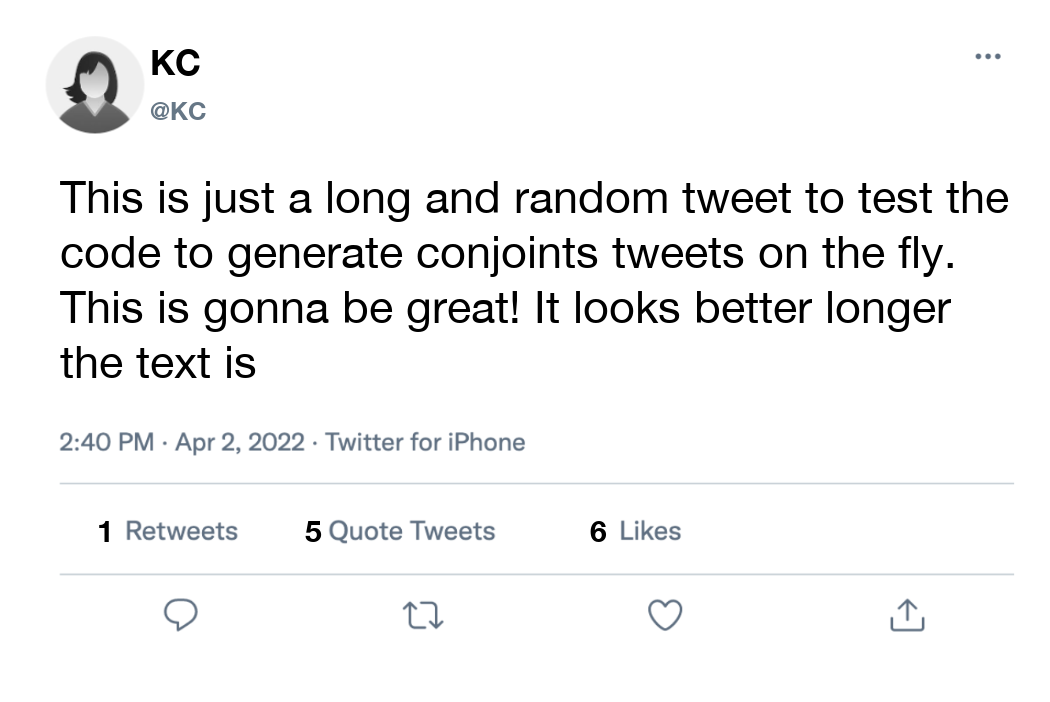 KC
@KC
This is just a long and random tweet to test the
code to generate conjoints tweets on the fly.
This is gonna be great! It looks better longer
the text is
2:40 PM · Apr 2, 2022 · Twitter for iPhone
1 Retweets 5 Quote Tweets 6 Likes